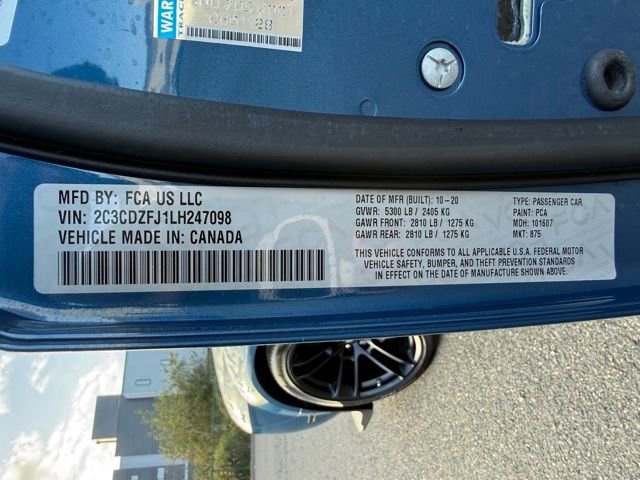 WAR
TRAC
MFD BY: FCA US LLC
VIN: 2C3CDZFJ1LH247098
VEHICLE MADE IN: CANADA
DATE OF MFR (BUILT): 10-20
GVWR: 5300 LB / 2405 KG
GAWR FRONT: 2810 LB / 1275 KG
GAWR REAR: 2810 LB / 1275 KG
TYPE: PASSENGER CAR
PAINT: PCA
MDH: 101607
MKT: 875
THIS VEHICLE CONFORMS TO ALL APPLICABLE U.S.A. FEDERAL MOTOR
VEHICLE SAFETY, BUMPER, AND THEFT PREVENTION STANDARDS
IN EFFECT ON THE DATE OF MANUFACTURE SHOWN ABOVE.